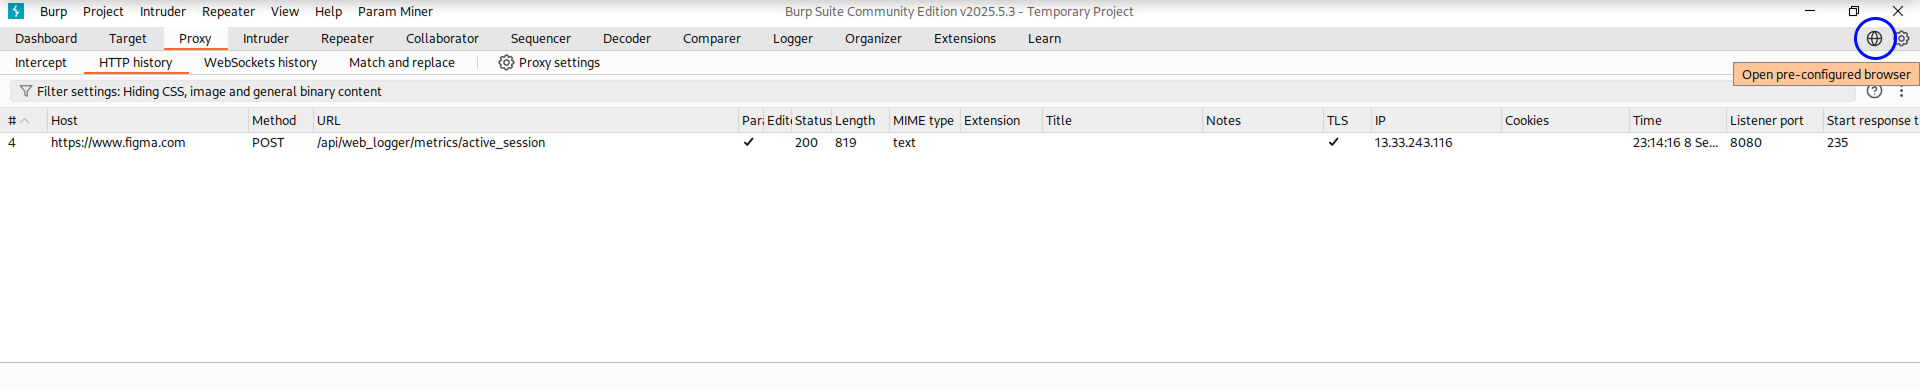 Burp Project Intruder Repeater View Help Param Miner Burp Suite Community Edition v2025.5.3 - Temporary Project
Dashboard Target Proxy Intruder Repeater Collaborator Sequencer Decoder Comparer Logger Organizer Extensions Learn
Intercept HTTP history WebSockets history Match and replace Proxy settings
Open pre-configured browser
Filter settings: Hiding CSS, image and general binary content
# Host Method URL Para Edite Status Length MIME type Extension Title Notes TLS IP Cookies Time Listener port Start response t
4 https://www.figma.com POST /api/web_logger/metrics/active_session ✓ 200 819 text ✓ 13.33.243.116 23:14:16 8 Se... 8080 235